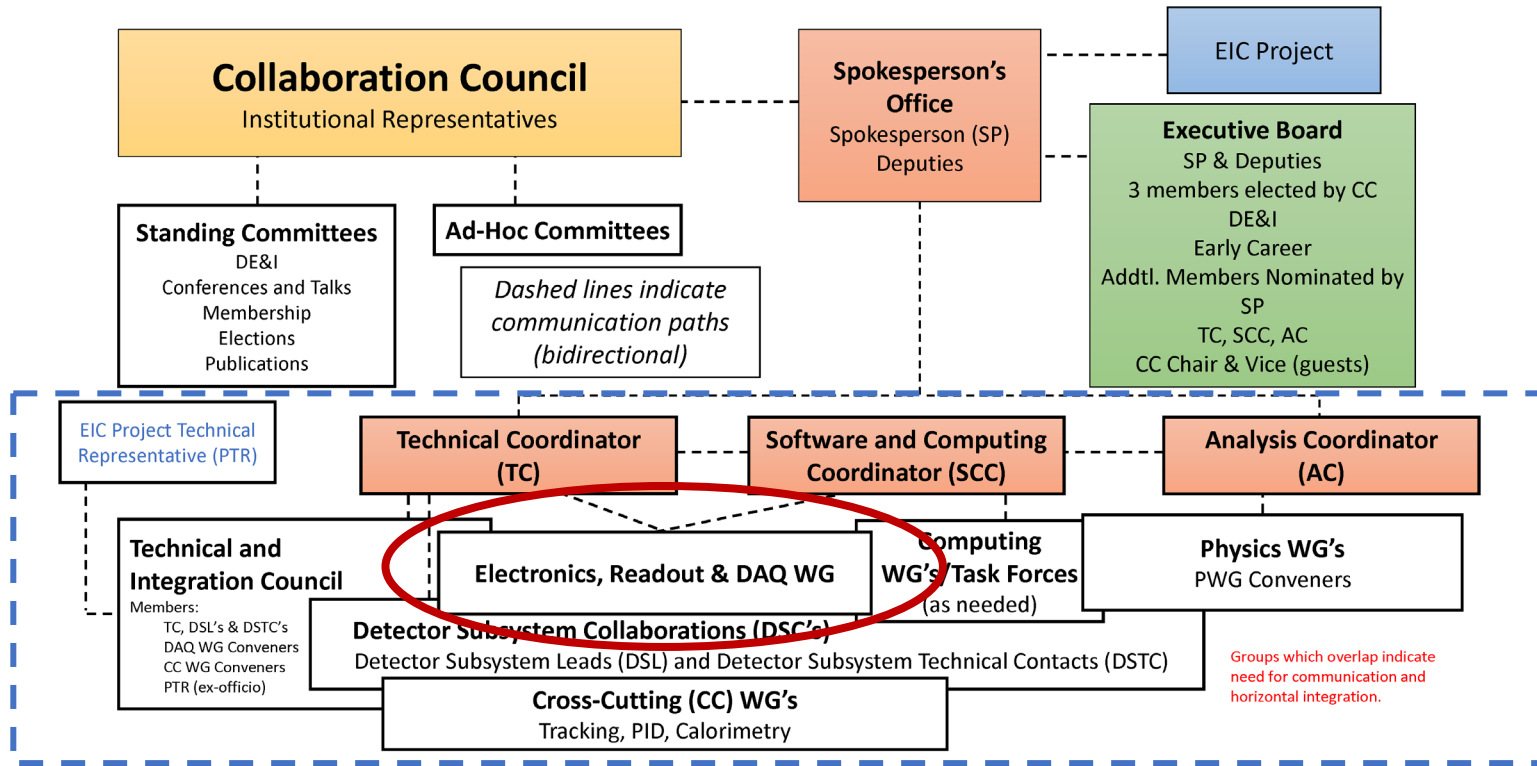 Collaboration Council
Institutional Representatives
Spokesperson's
Office
Spokesperson (SP)
Deputies
EIC Project
Executive Board
SP & Deputies
3 members elected by CC
DE&I
Early Career
Addtl. Members Nominated by
SP
TC, SCC, AC
CC Chair & Vice (guests)
Standing Committees
DE&I
Conferences and Talks
Membership
Elections
Publications
Ad-Hoc Committees
Dashed lines indicate
communication paths
(bidirectional)
EIC Project Technical
Representative (PTR)
Technical Coordinator
(TC)
Software and Computing
Coordinator (SCC)
Analysis Coordinator
(AC)
Technical and
Integration Council
Members:
TC, DSL's & DSTC's
DAQ WG Conveners
CC WG Conveners
PTR (ex-officio)
Electronics, Readout & DAQ WG
Computing
WG's/Task Forces
(as needed)
Physics WG's
PWG Conveners
Detector Subsystem Collaborations (DSC's)
Detector Subsystem Leads (DSL) and Detector Subsystem Technical Contacts (DSTC)
Cross-Cutting (CC) WG's
Tracking, PID, Calorimetry
Groups which overlap indicate
need for communication and
horizontal integration.